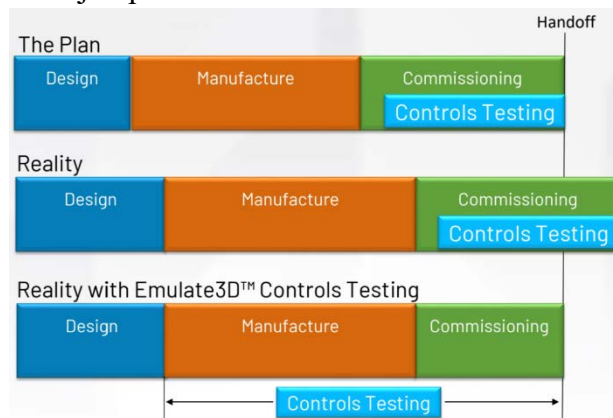 Handoff
The Plan
Design Manufacture Commissioning
Controls Testing
Reality
Design Manufacture Commissioning
Controls Testing
Reality with Emulate3D™ Controls Testing
Design Manufacture Commissioning
Controls Testing